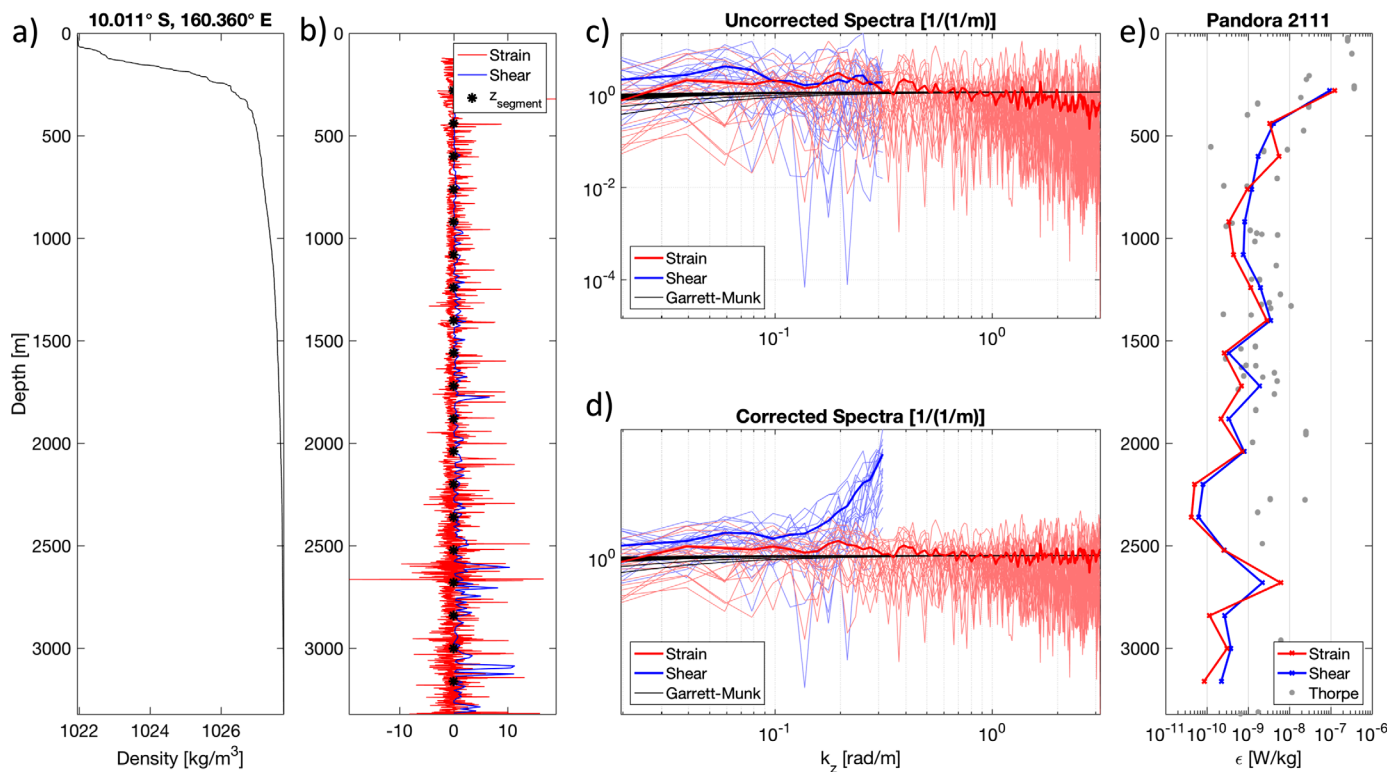 a)
10.011° S, 160.360° E
0
500
1000
1500
2000
2500
3000
Depth [m]
1022
1024
1026
Density [kg/m³]
b)
0
500
1000
1500
2000
2500
3000
Strain
Shear
z_segment
-10
0
10
c)
Uncorrected Spectra [1/(1/m)]
10⁰
10⁻²
10⁻⁴
Strain
Shear
Garrett-Munk
10⁻¹
10⁰
d)
Corrected Spectra [1/(1/m)]
10⁰
Strain
Shear
Garrett-Munk
10⁻¹
10⁰
k_z [rad/m]
e)
Pandora 2111
0
500
1000
1500
2000
2500
3000
Strain
Shear
Thorpe
10⁻¹¹
10⁻¹⁰
10⁻⁹
10⁻⁸
10⁻⁷
10⁻⁶
ϵ [W/kg]